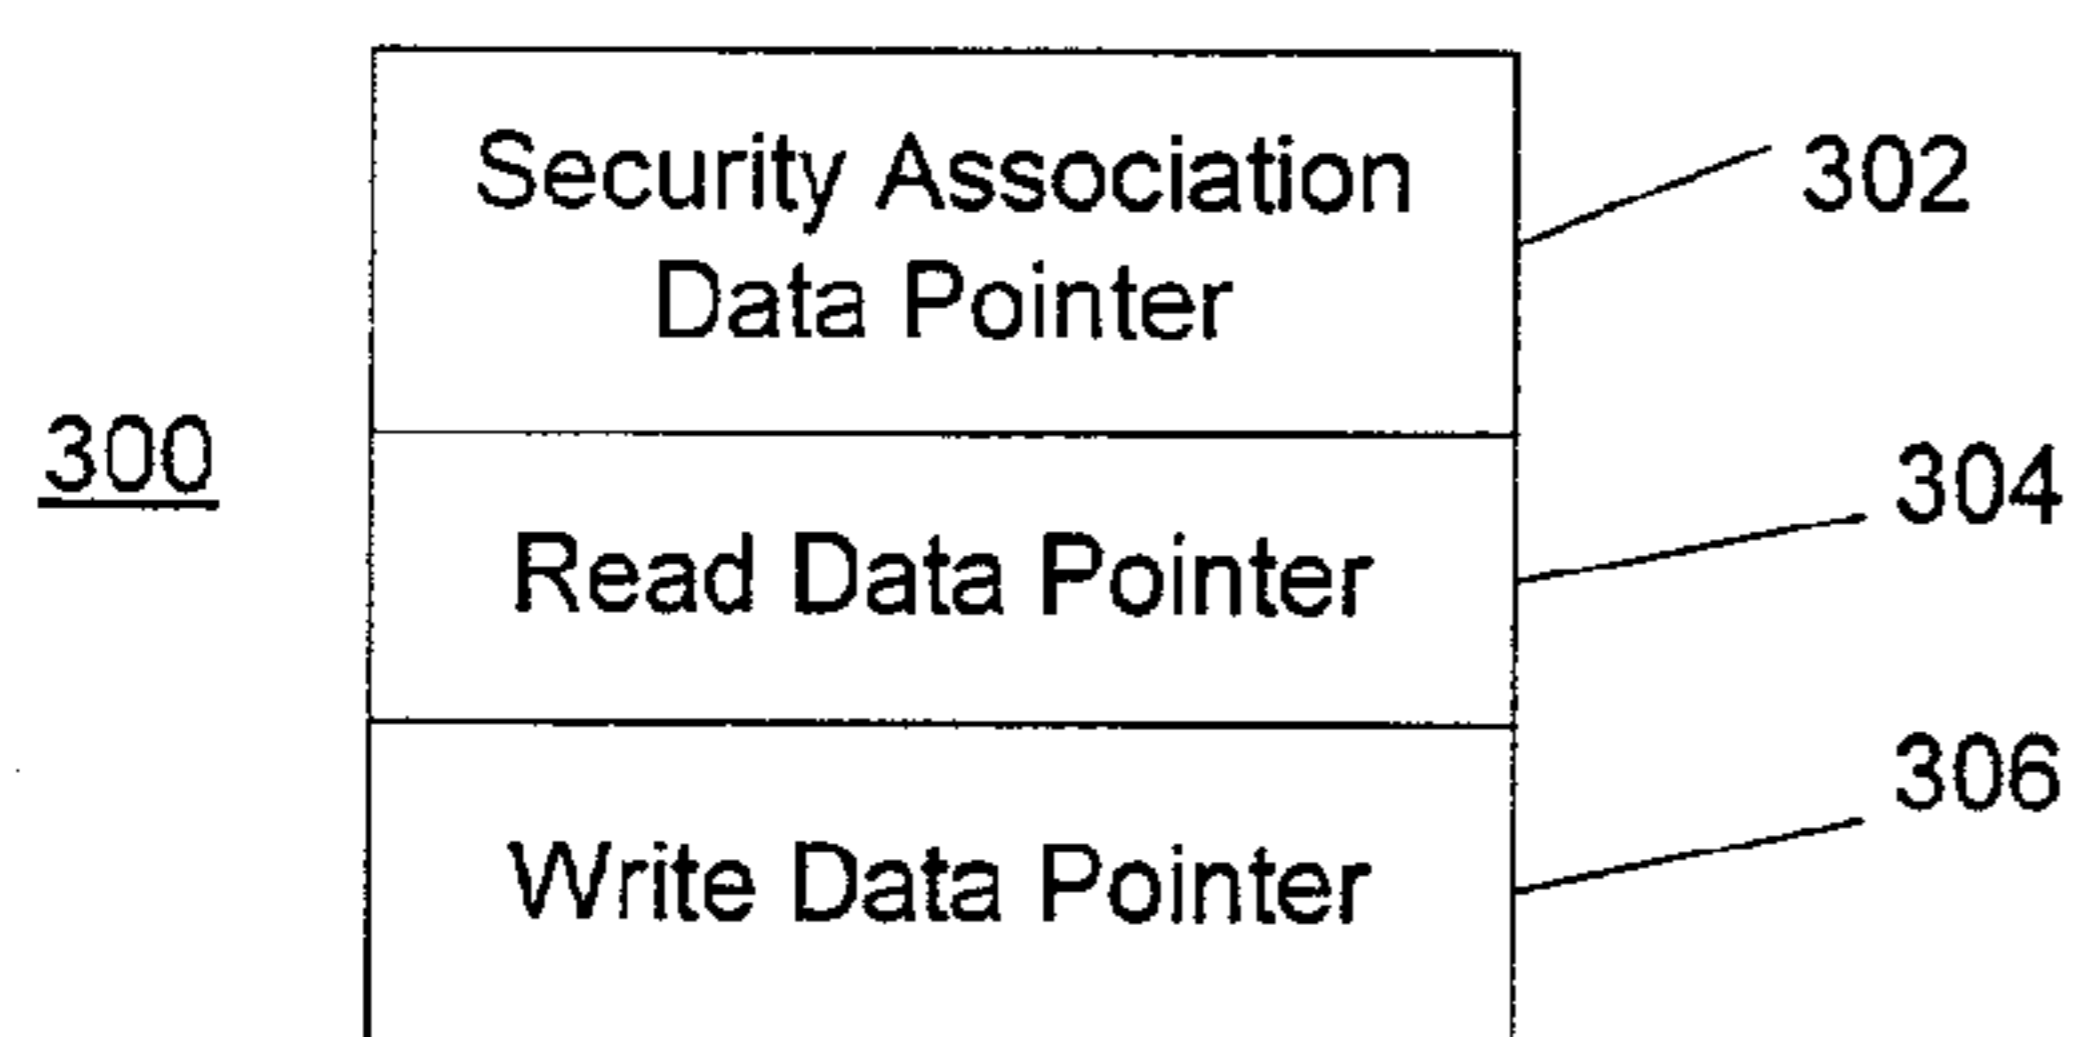 Security Association
Data Pointer
302
300
Read Data Pointer
304
Write Data Pointer
306